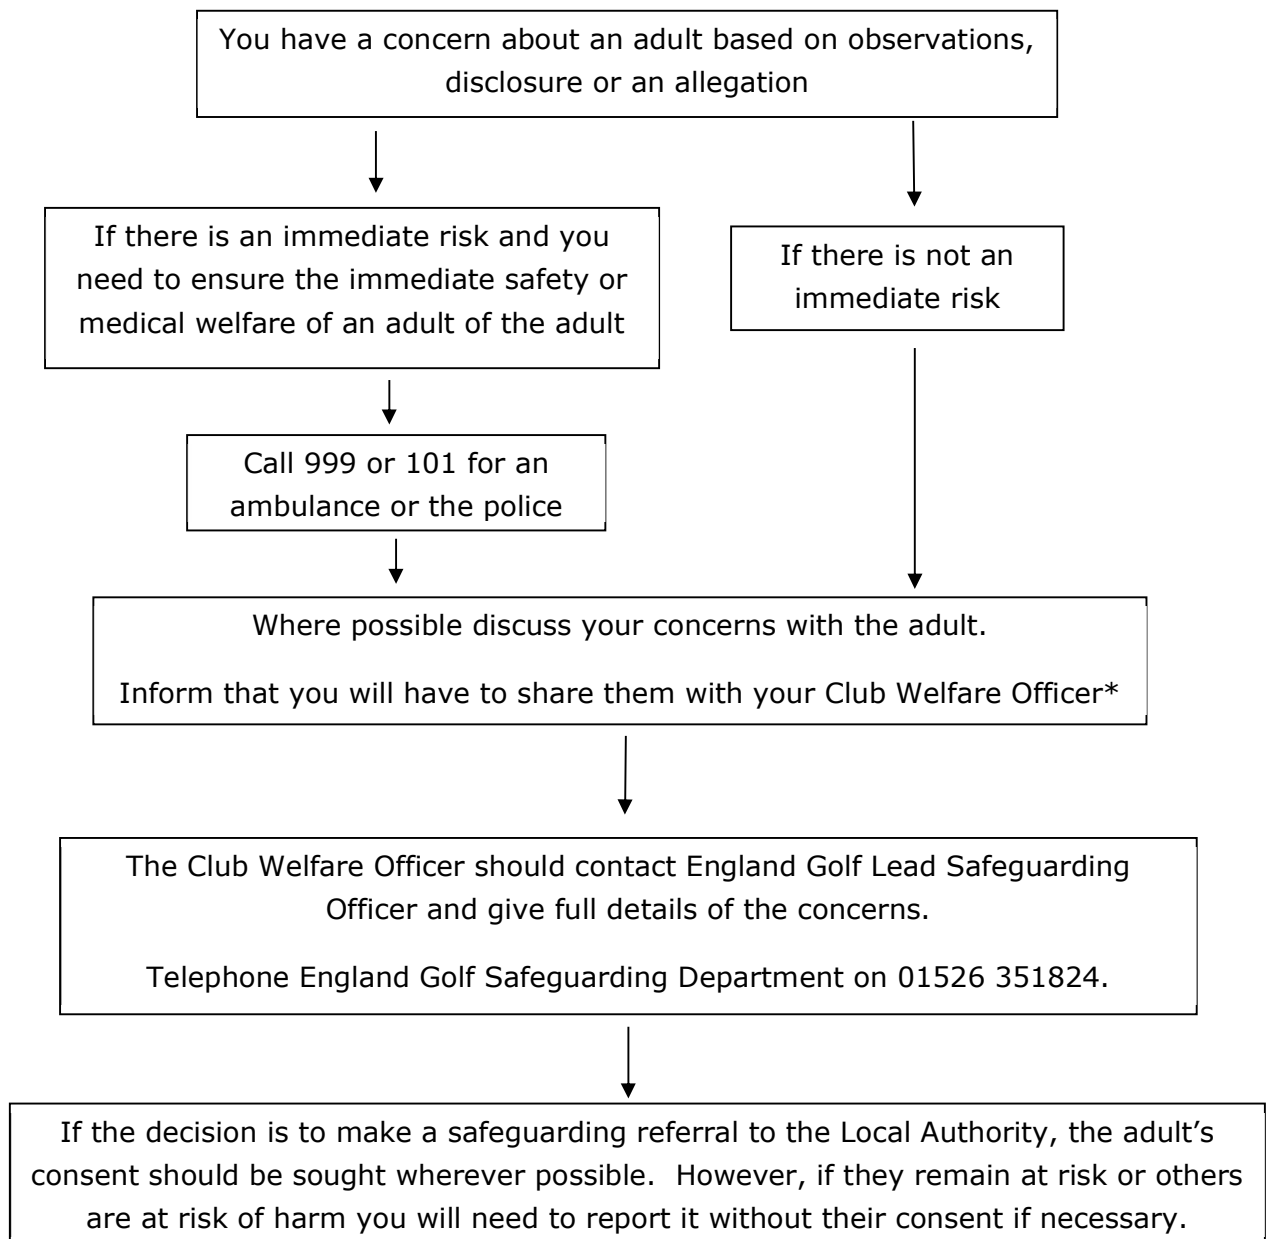 You have a concern about an adult based on observations,
disclosure or an allegation
If there is an immediate risk and you
need to ensure the immediate safety or
medical welfare of an adult of the adult
If there is not an
immediate risk
Call 999 or 101 for an
ambulance or the police
Where possible discuss your concerns with the adult.
Inform that you will have to share them with your Club Welfare Officer*
The Club Welfare Officer should contact England Golf Lead Safeguarding
Officer and give full details of the concerns.
Telephone England Golf Safeguarding Department on 01526 351824.
If the decision is to make a safeguarding referral to the Local Authority, the adult’s
consent should be sought wherever possible.  However, if they remain at risk or others
are at risk of harm you will need to report it without their consent if necessary.